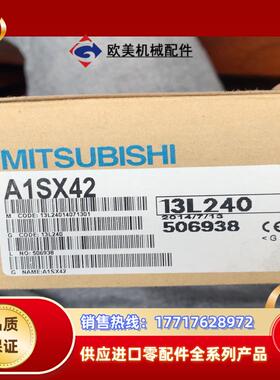 欧美机械配件
MITSUBISHI
A1SX42
M CODE: 13L24014071301
G CODE: 13L240
L NO: 506938
G NAME: A1SX42
13L240
2014/7/13
506938
<G
品质
保证
销售热线: 17717628972
供应进口零配件全系列产品